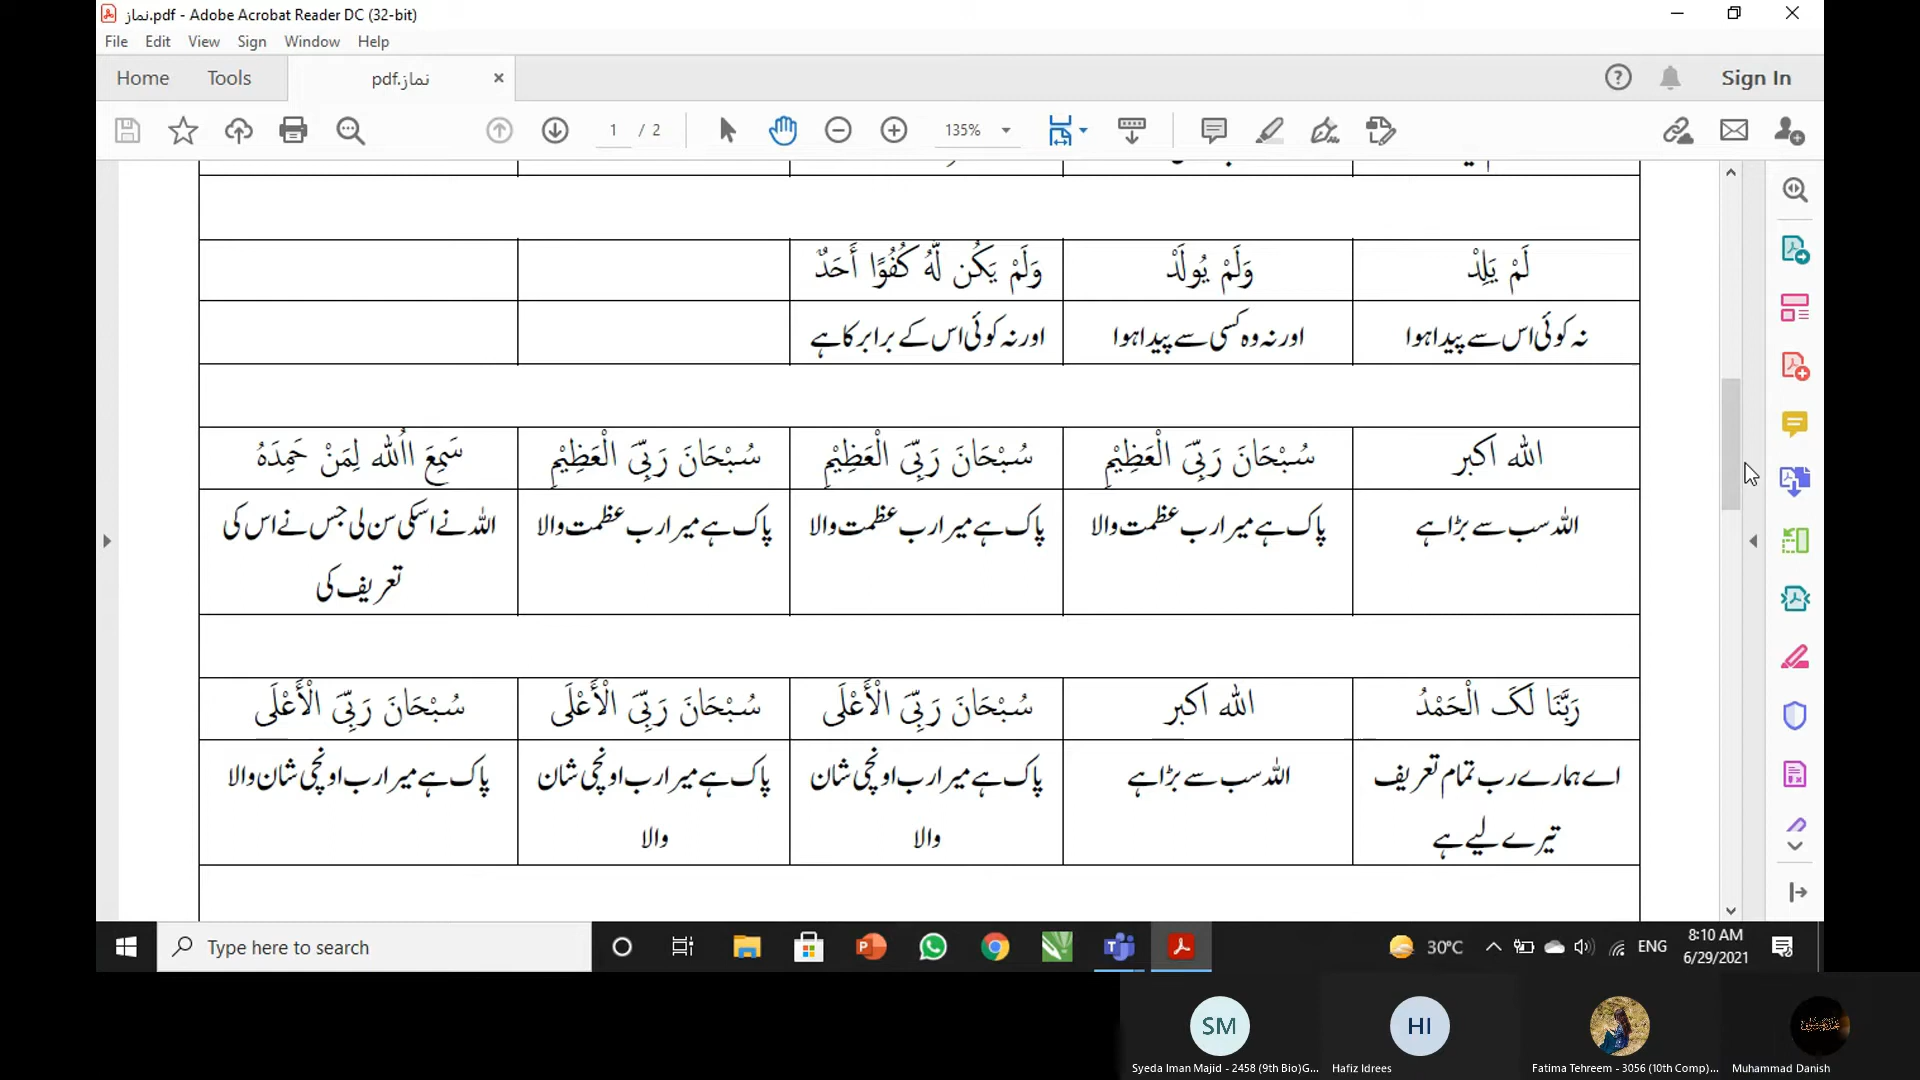 نماز.pdf - Adobe Acrobat Reader DC (32-bit)
File Edit View Sign Window Help
Home Tools نماز.pdf Sign In
1 / 2 135%
لَمْ يَلِدْ وَلَمْ يُولَدْ وَلَمْ يَكُن لَّهُ كُفُوًا أَحَدٌ
نہ کوئی اس سے پیدا ہوا اور نہ وہ کسی سے پیدا ہوا اور نہ کوئی اس کے برابر کا ہے
الله اکبر سُبْحَانَ رَبِّیَ الْعَظِیْمِ سُبْحَانَ رَبِّیَ الْعَظِیْمِ سُبْحَانَ رَبِّیَ الْعَظِیْمِ سَمِعَ اللهُ لِمَنْ حَمِدَهُ
اللہ سب سے بڑا ہے پاک ہے میرا رب عظمت والا پاک ہے میرا رب عظمت والا پاک ہے میرا رب عظمت والا اللہ نے اسکی سن لی جس نے اس کی
تعریف کی
رَبَّنَا لَکَ الْحَمْدُ الله اکبر سُبْحَانَ رَبِّیَ الْأَعْلَی سُبْحَانَ رَبِّیَ الْأَعْلَی سُبْحَانَ رَبِّیَ الْأَعْلَی
اے ہمارے رب تمام تعریف اللہ سب سے بڑا ہے پاک ہے میرا رب اونچی شان پاک ہے میرا رب اونچی شان پاک ہے میرا رب اونچی شان والا
تیرے لیے ہے والا والا
Type here to search 30°C ENG 8:10 AM
6/29/2021
SM HI
Syeda Iman Majid - 2458 (9th Bio)G... Hafiz Idrees Fatima Tehreem - 3056 (10th Comp)... Muhammad Danish